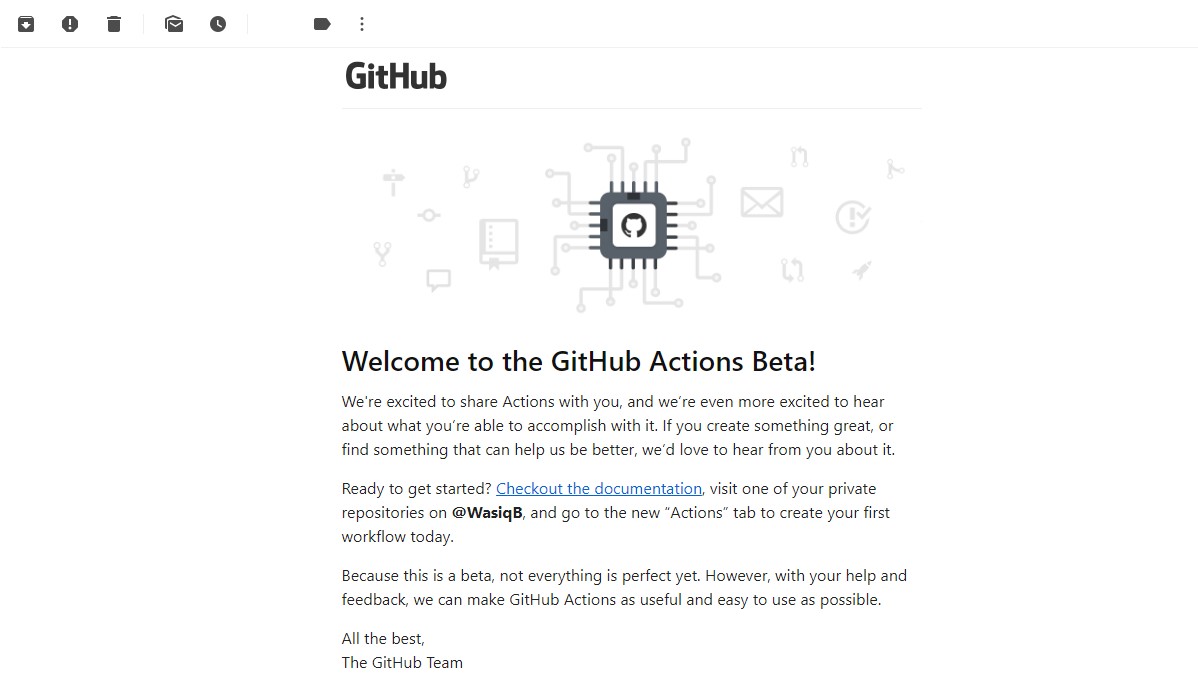 GitHub
Welcome to the GitHub Actions Beta!
We’re excited to share Actions with you, and we’re even more excited to hear
about what you’re able to accomplish with it. If you create something great, or
find something that can help us be better, we’d love to hear from you about it.
Ready to get started? Checkout the documentation, visit one of your private
repositories on @WasiqB, and go to the new “Actions” tab to create your first
workflow today.
Because this is a beta, not everything is perfect yet. However, with your help and
feedback, we can make GitHub Actions as useful and easy to use as possible.
All the best,
The GitHub Team